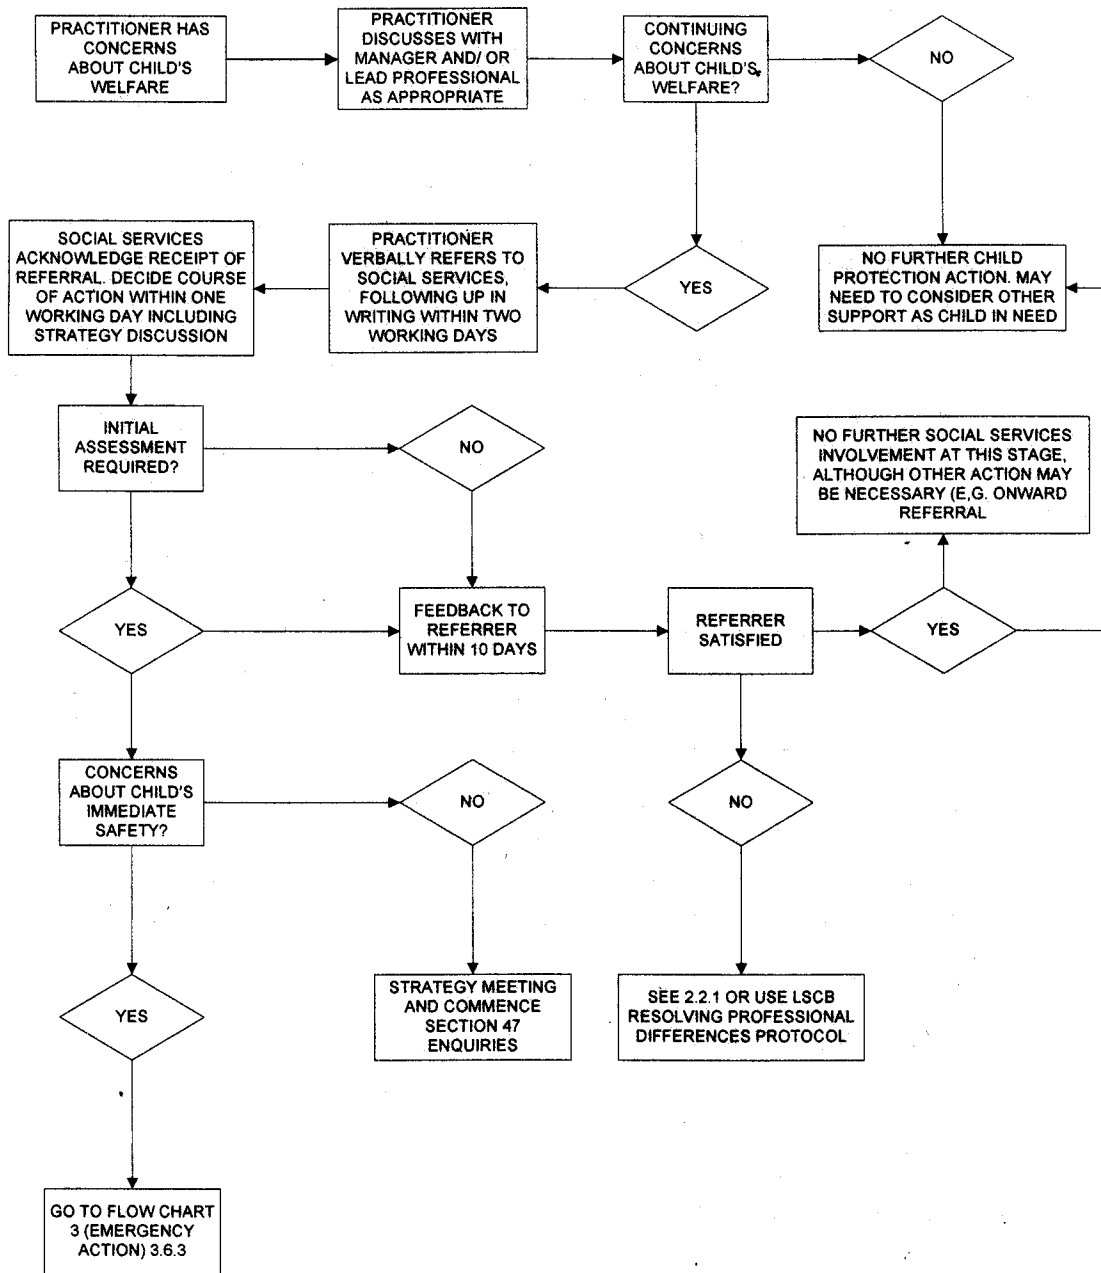 PRACTITIONER HAS
CONCERNS
ABOUT CHILD'S
WELFARE
PRACTITIONER
DISCUSSES WITH
MANAGER AND/ OR
LEAD PROFESSIONAL
AS APPROPRIATE
CONTINUING
CONCERNS
ABOUT CHILD'S
WELFARE?
NO
SOCIAL SERVICES
ACKNOWLEDGE RECEIPT OF
REFERRAL. DECIDE COURSE
OF ACTION WITHIN ONE
WORKING DAY INCLUDING
STRATEGY DISCUSSION
PRACTITIONER
VERBALLY REFERS TO
SOCIAL SERVICES,
FOLLOWING UP IN
WRITING WITHIN TWO
WORKING DAYS
YES
NO FURTHER CHILD
PROTECTION ACTION. MAY
NEED TO CONSIDER OTHER
SUPPORT AS CHILD IN NEED
INITIAL
ASSESSMENT
REQUIRED?
NO
NO FURTHER SOCIAL SERVICES
INVOLVEMENT AT THIS STAGE,
ALTHOUGH OTHER ACTION MAY
BE NECESSARY (E,G. ONWARD
REFERRAL
YES
FEEDBACK TO
REFERRER
WITHIN 10 DAYS
REFERRER
SATISFIED
YES
CONCERNS
ABOUT CHILD'S
IMMEDIATE
SAFETY?
NO
NO
YES
STRATEGY MEETING
AND COMMENCE
SECTION 47
ENQUIRIES
SEE 2.2.1 OR USE LSCB
RESOLVING PROFESSIONAL
DIFFERENCES PROTOCOL
GO TO FLOW CHART
3 (EMERGENCY
ACTION) 3.6.3